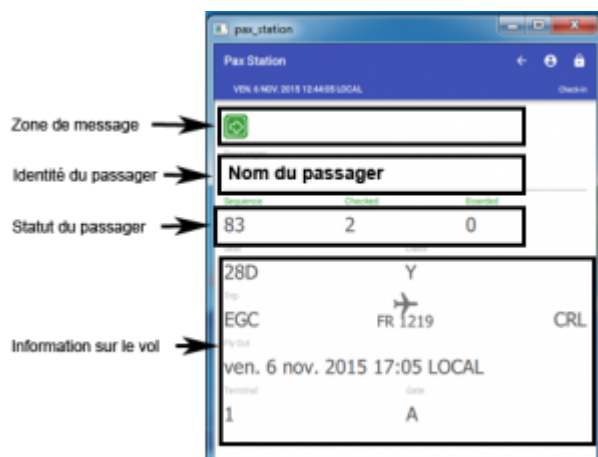 pax_station
Pax Station
VEN. 6 NOV. 2015 12:44:05 LOCAL
Check-in
Zone de message
Identité du passager
Nom du passager
Sequence Checked Boarded
Statut du passager
83 2 0
Class
28D Y
Trip
EGC FR 1219 CRL
Information sur le vol
Fly Out
ven. 6 nov. 2015 17:05 LOCAL
Terminal Gate
1 A